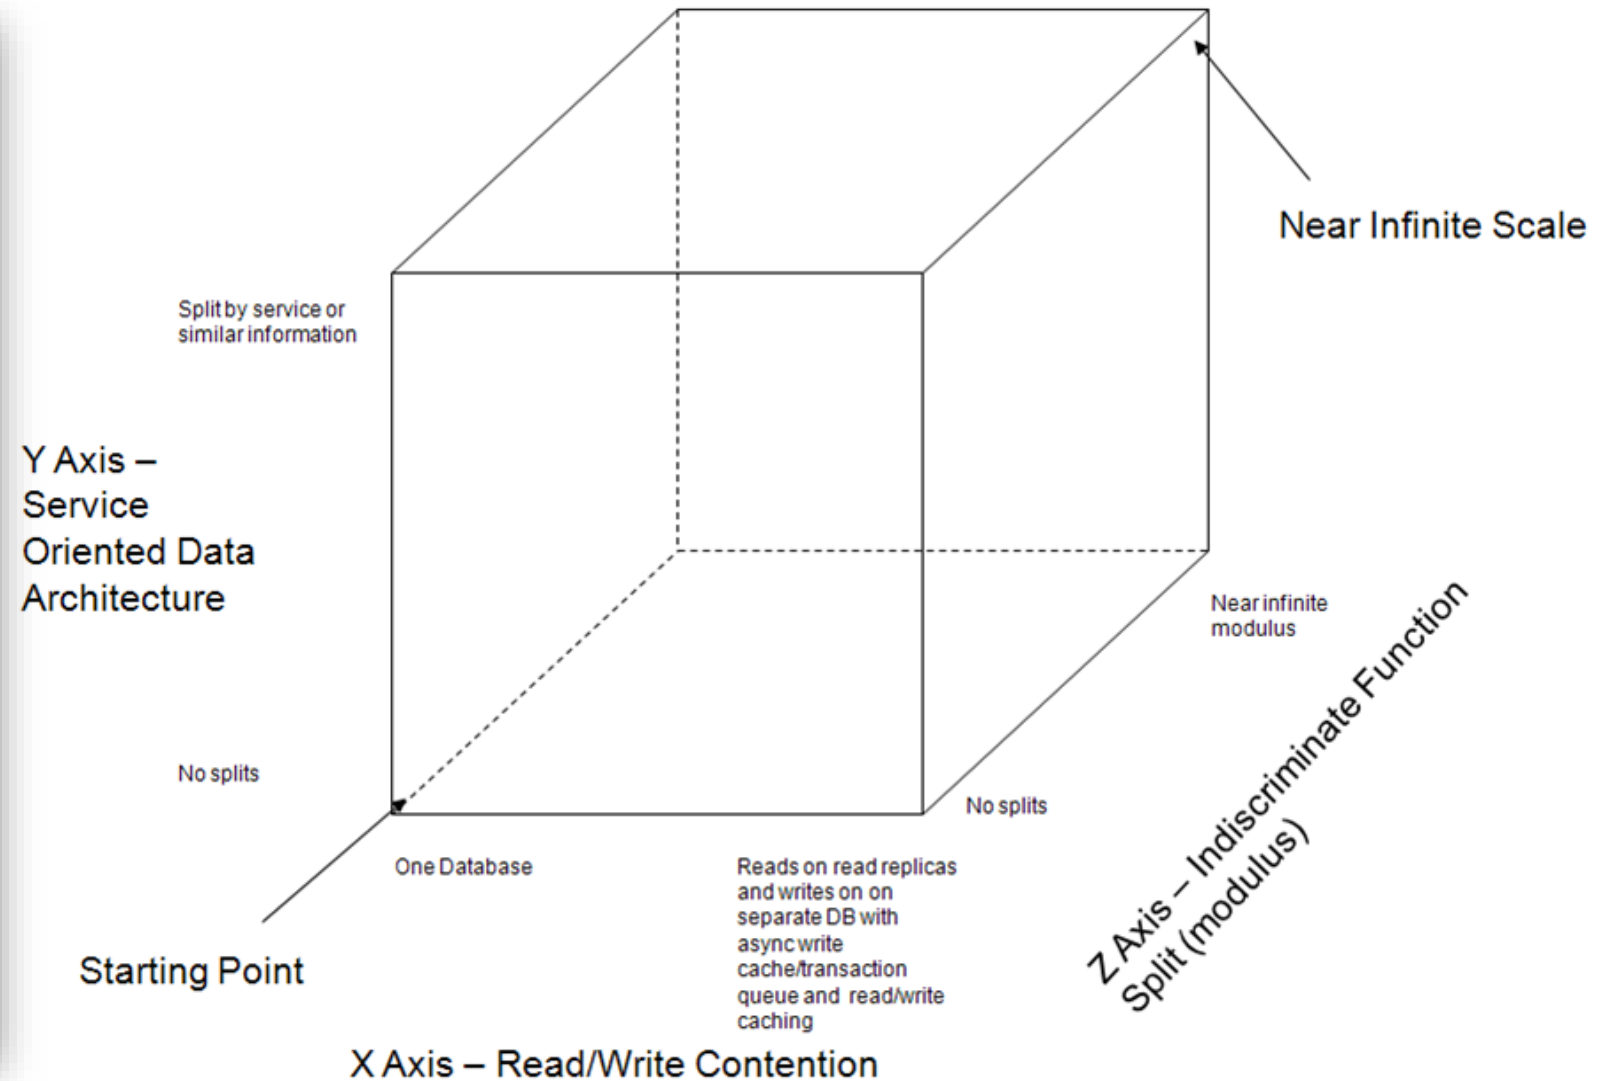 Near Infinite Scale
Split by service or
similar information
Y Axis –
Service
Oriented Data
Architecture
Near infinite
modulus
No splits
No splits
One Database
Reads on read replicas
and writes on on
separate DB with
async write
cache/transaction
queue and read/write
caching
Z Axis – Indiscriminate Function
Split (modulus)
Starting Point
X Axis – Read/Write Contention